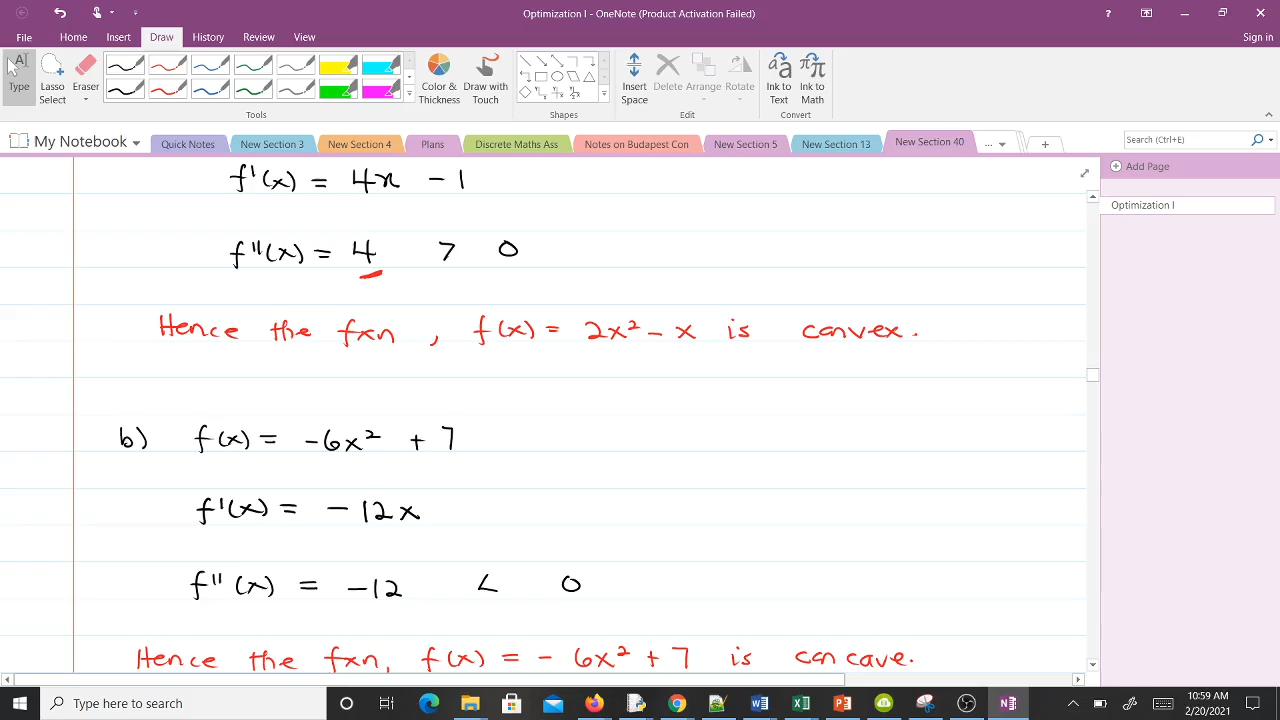 Optimization I - OneNote (Product Activation Failed)
File Home Insert Draw History Review View Sign in
Type Lasso Select Eraser Color & Thickness Draw with Touch Insert Space Delete Arrange Rotate Ink to Text Ink to Math
Tools Shapes Edit Convert
My Notebook Quick Notes New Section 3 New Section 4 Plans Discrete Maths Ass Notes on Budapest Con New Section 5 New Section 13 New Section 40 ... + Search (Ctrl+E)
Add Page
Optimization I
f'(x) = 4x - 1
f''(x) = 4 > 0
Hence the fxn, f(x) = 2x² - x is convex.
b) f(x) = -6x² + 7
f'(x) = -12x
f''(x) = -12 < 0
Hence the fxn, f(x) = -6x² + 7 is concave.
Type here to search
10:59 AM
2/20/2021